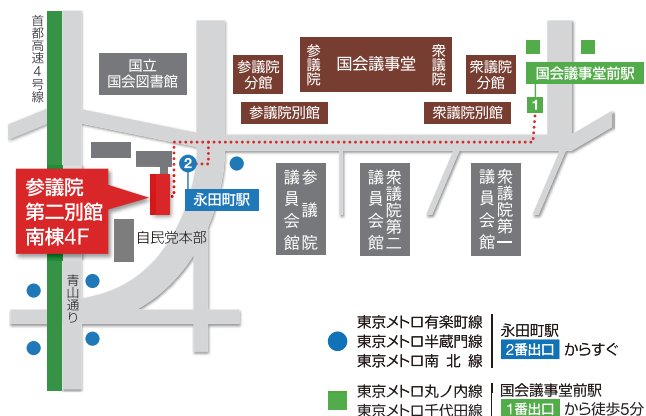 首都高速4号線
国立
国会図書館
参議院
分館
参議院
国会議事堂
衆議院
衆議院
分館
国会議事堂前駅
参議院別館
衆議院別館
1
2
永田町駅
参議院
第二別館
南棟4F
自民党本部
参議院
議員会館
衆議院第二
議員会館
衆議院第一
議員会館
青山通り
東京メトロ有楽町線
東京メトロ半蔵門線
東京メトロ南北線
永田町駅
2番出口 からすぐ
東京メトロ丸ノ内線
東京メトロ千代田線
国会議事堂前駅
1番出口 から徒歩5分